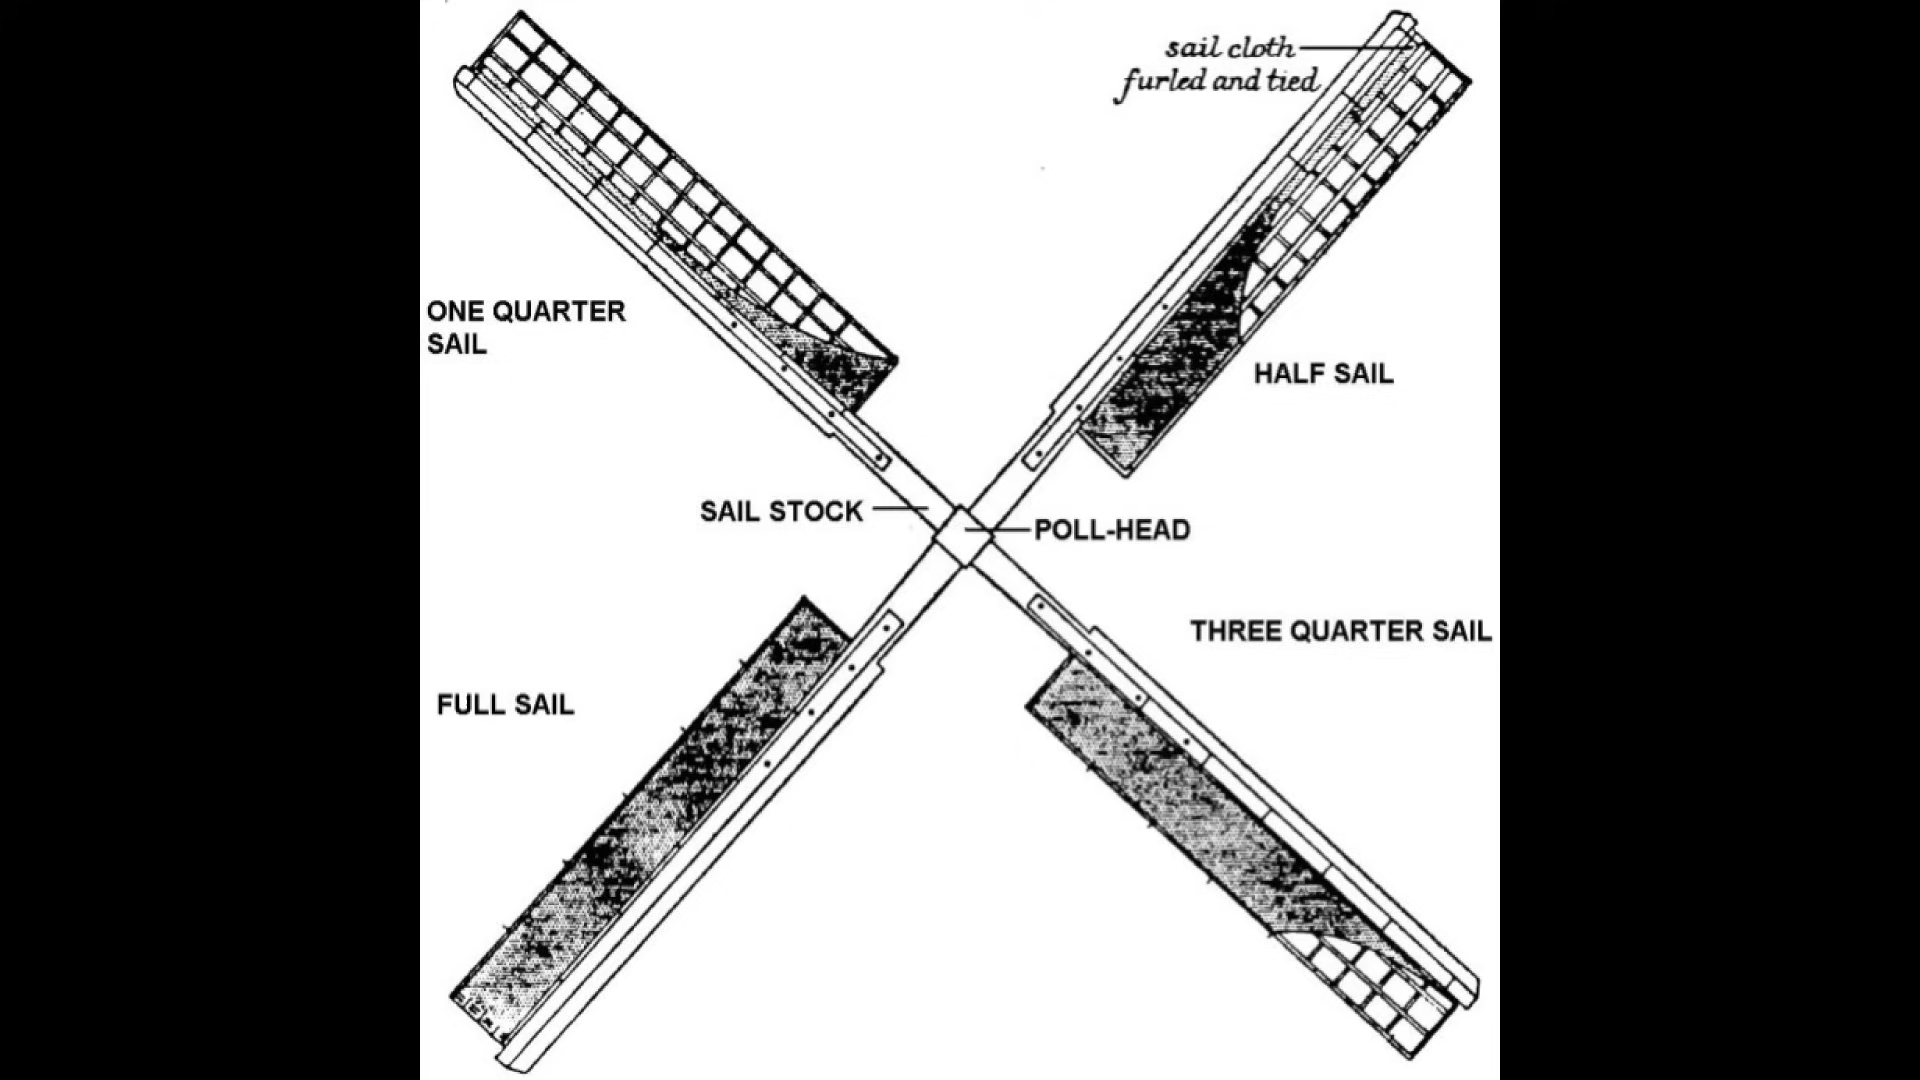 sail cloth
furled and tied
ONE QUARTER
SAIL
HALF SAIL
SAIL STOCK
POLL-HEAD
THREE QUARTER SAIL
FULL SAIL